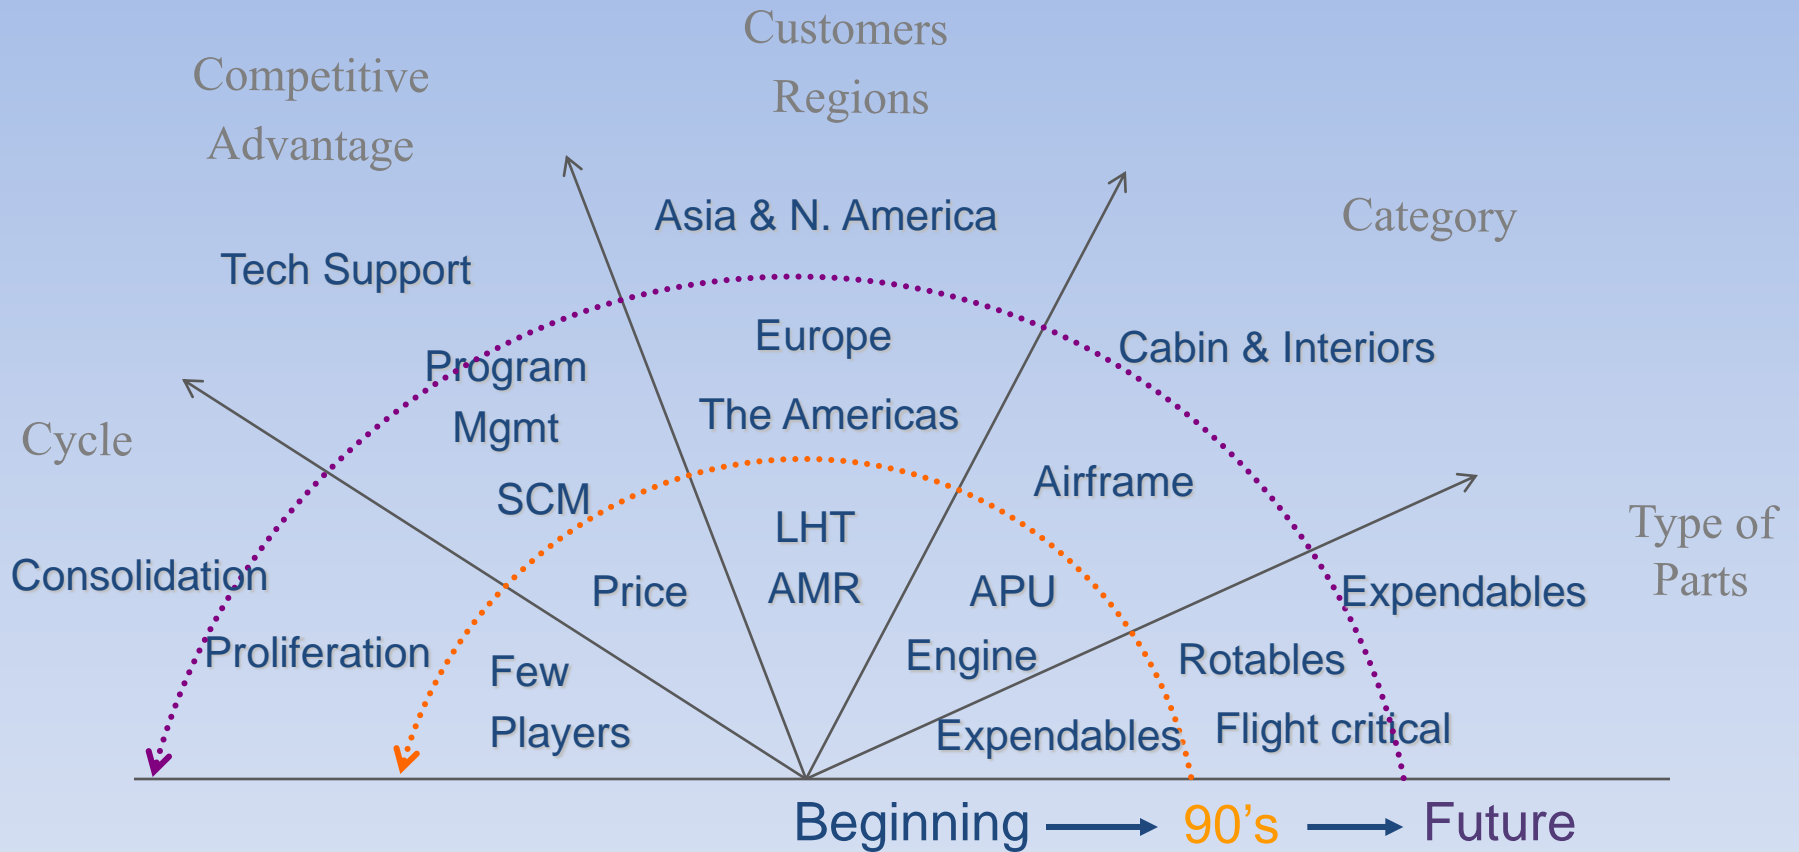 Customers
Regions
Competitive
Advantage
Category
Cycle
Type of
Parts
Asia & N. America
Europe
The Americas
LHT
AMR
Tech Support
Program
Mgmt
SCM
Price
Consolidation
Proliferation
Few
Players
Cabin & Interiors
Airframe
APU
Engine
Expendables
Rotables
Flight critical
Expendables
Beginning 90’s Future